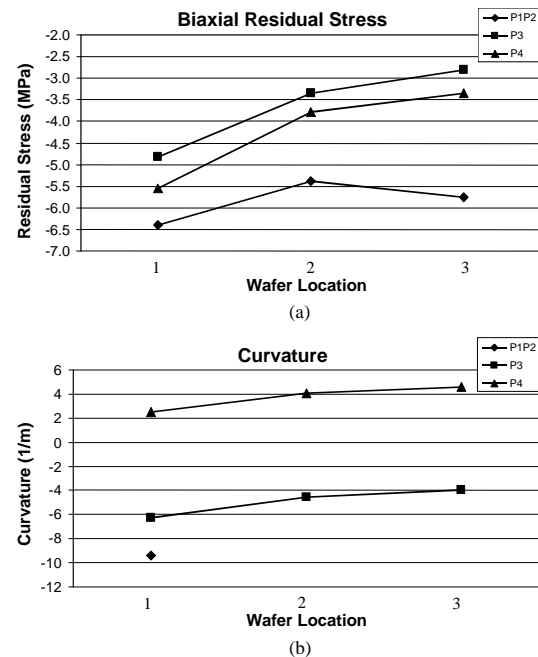 Biaxial Residual Stress
P1P2
P3
P4
-2.0
-2.5
-3.0
-3.5
-4.0
-4.5
-5.0
-5.5
-6.0
-6.5
-7.0
Residual Stress (MPa)
1 2 3
Wafer Location
(a)
Curvature
P1P2
P3
P4
6
4
2
0
-2
-4
-6
-8
-10
-12
Curvature (1/m)
1 2 3
Wafer Location
(b)